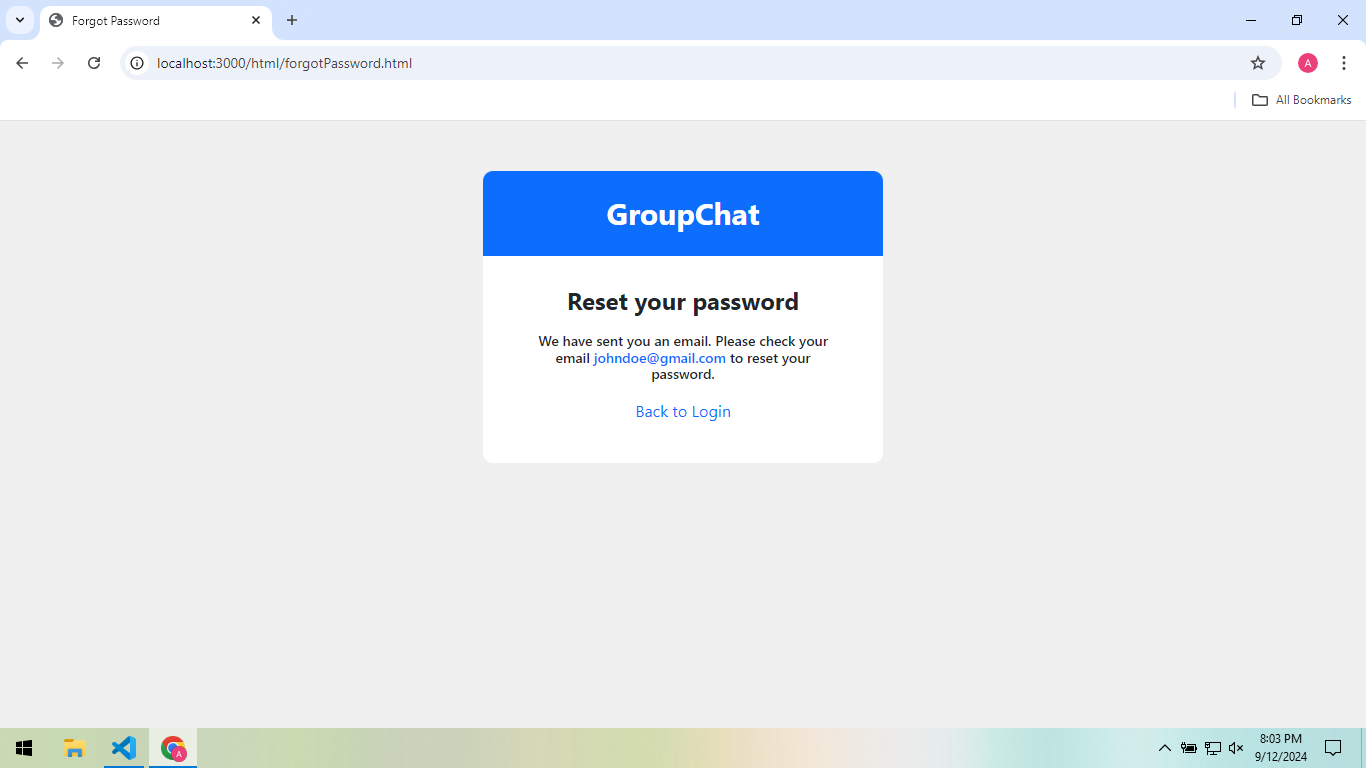 Forgot Password
localhost:3000/html/forgotPassword.html
A
All Bookmarks
GroupChat
Reset your password
We have sent you an email. Please check your
email johndoe@gmail.com to reset your
password.
Back to Login
A
8:03 PM
9/12/2024